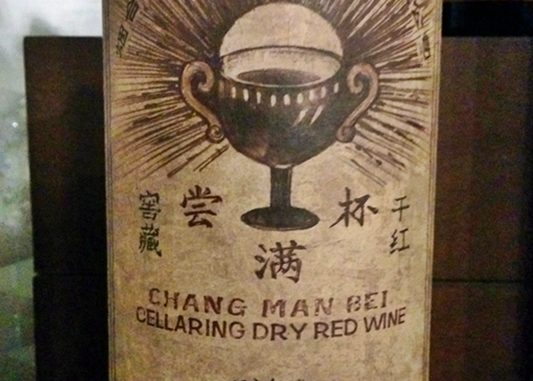 窖藏
尝满杯
干红
CHANG MAN BEI
CELLARING DRY RED WINE